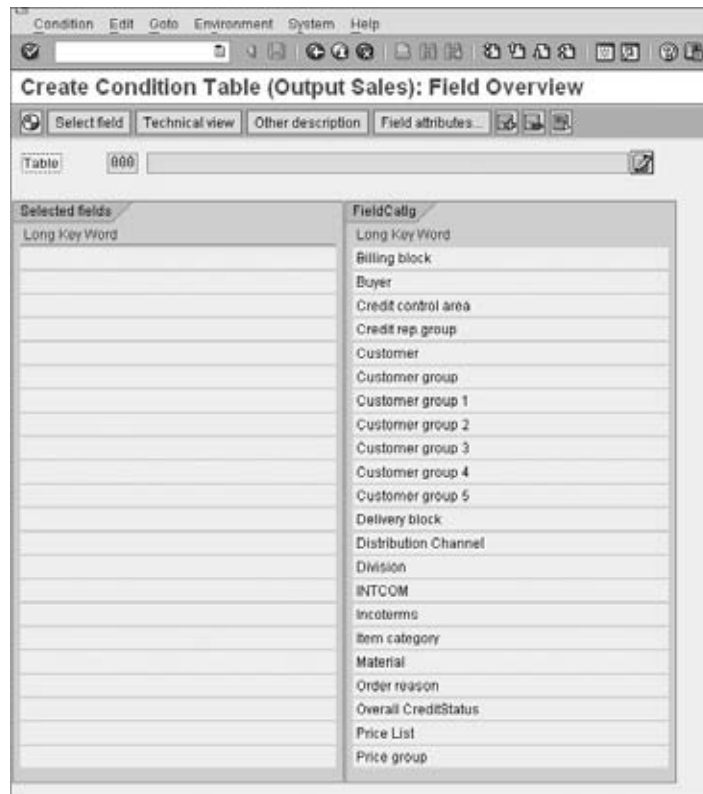 Condition Edit Goto Environment System Help
Create Condition Table (Output Sales): Field Overview
Select field Technical view Other description Field attributes...
Table 000
Selected fields
Long Key Word
FieldCatlg
Long Key Word
Billing block
Buyer
Credit control area
Credit rep.group
Customer
Customer group
Customer group 1
Customer group 2
Customer group 3
Customer group 4
Customer group 5
Delivery block
Distribution Channel
Division
INTCOM
Incoterms
Item category
Material
Order reason
Overall CreditStatus
Price List
Price group